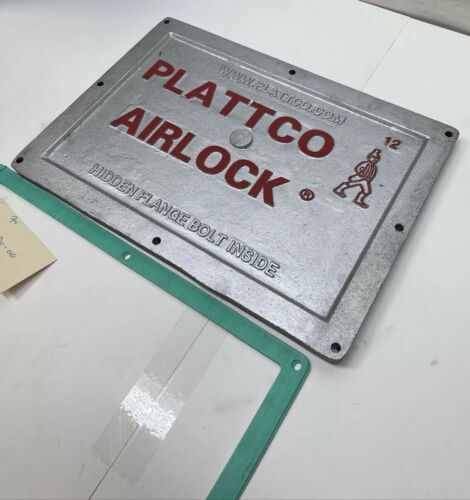 WWW.PLATTCO.COM
PLATTCO
12
AIRLOCK ®
HIDDEN FLANGE BOLT INSIDE